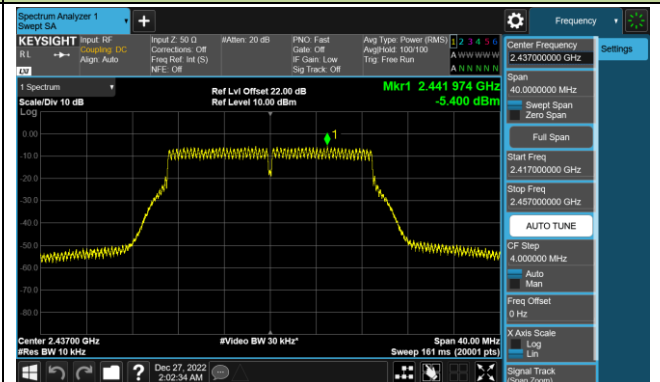 Spectrum Analyzer 1
Swept SA
+
Frequency
KEYSIGHT
RL
Input: RF
Coupling: DC
Align: Auto
Input Z: 50 Ω
Corrections: Off
Freq Ref: Int (S)
NFE: Off
#Atten: 20 dB
PNO: Fast
Gate: Off
IF Gain: Low
Sig Track: Off
Avg Type: Power (RMS)
Avg|Hold: 100/100
Trig: Free Run
1 2 3 4 5 6
A W W W W W
A N N N N N
Center Frequency
2.437000000 GHz
Settings
Span
40.0000000 MHz
Swept Span
Zero Span
Full Span
Start Freq
2.417000000 GHz
Stop Freq
2.457000000 GHz
AUTO TUNE
CF Step
4.000000 MHz
Auto
Man
Freq Offset
0 Hz
X Axis Scale
Log
Lin
Signal Track
(Span Zoom)
1 Spectrum
Scale/Div 10 dB
Log
Ref Lvl Offset 22.00 dB
Ref Level 10.00 dBm
Mkr1 2.441 974 GHz
-5.400 dBm
1
0.00
-10.0
-20.0
-30.0
-40.0
-50.0
-60.0
-70.0
-80.0
Center 2.43700 GHz
#Res BW 10 kHz
#Video BW 30 kHz*
Span 40.00 MHz
Sweep 161 ms (20001 pts)
?
Dec 27, 2022
2:02:34 AM